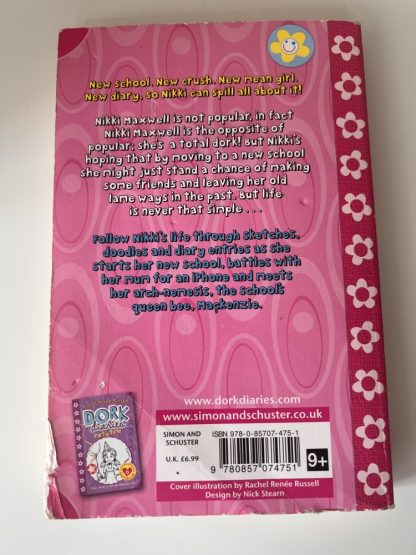 New school. New crush. New mean girl.
New diary, so Nikki can spill all about it!
Nikki Maxwell is not popular, in fact
Nikki Maxwell is the opposite of
popular: she's a total dork! But Nikki's
hoping that by moving to a new school
she might just stand a chance of making
some friends and leaving her old
lame ways in the past. But life
is never that simple . . .
Follow Nikki's life through sketches,
doodles and diary entries as she
starts her new school, battles with
her mum for an iPhone and meets
her arch-nemesis, the school's
queen bee, Mackenzie.
www.dorkdiaries.com
www.simonandschuster.co.uk
SIMON AND
SCHUSTER
U.K. £6.99
ISBN 978-0-85707-475-1
9 780857 074751
9+
DORK
diaries
Cover illustration by Rachel Renée Russell
Design by Nick Stearn